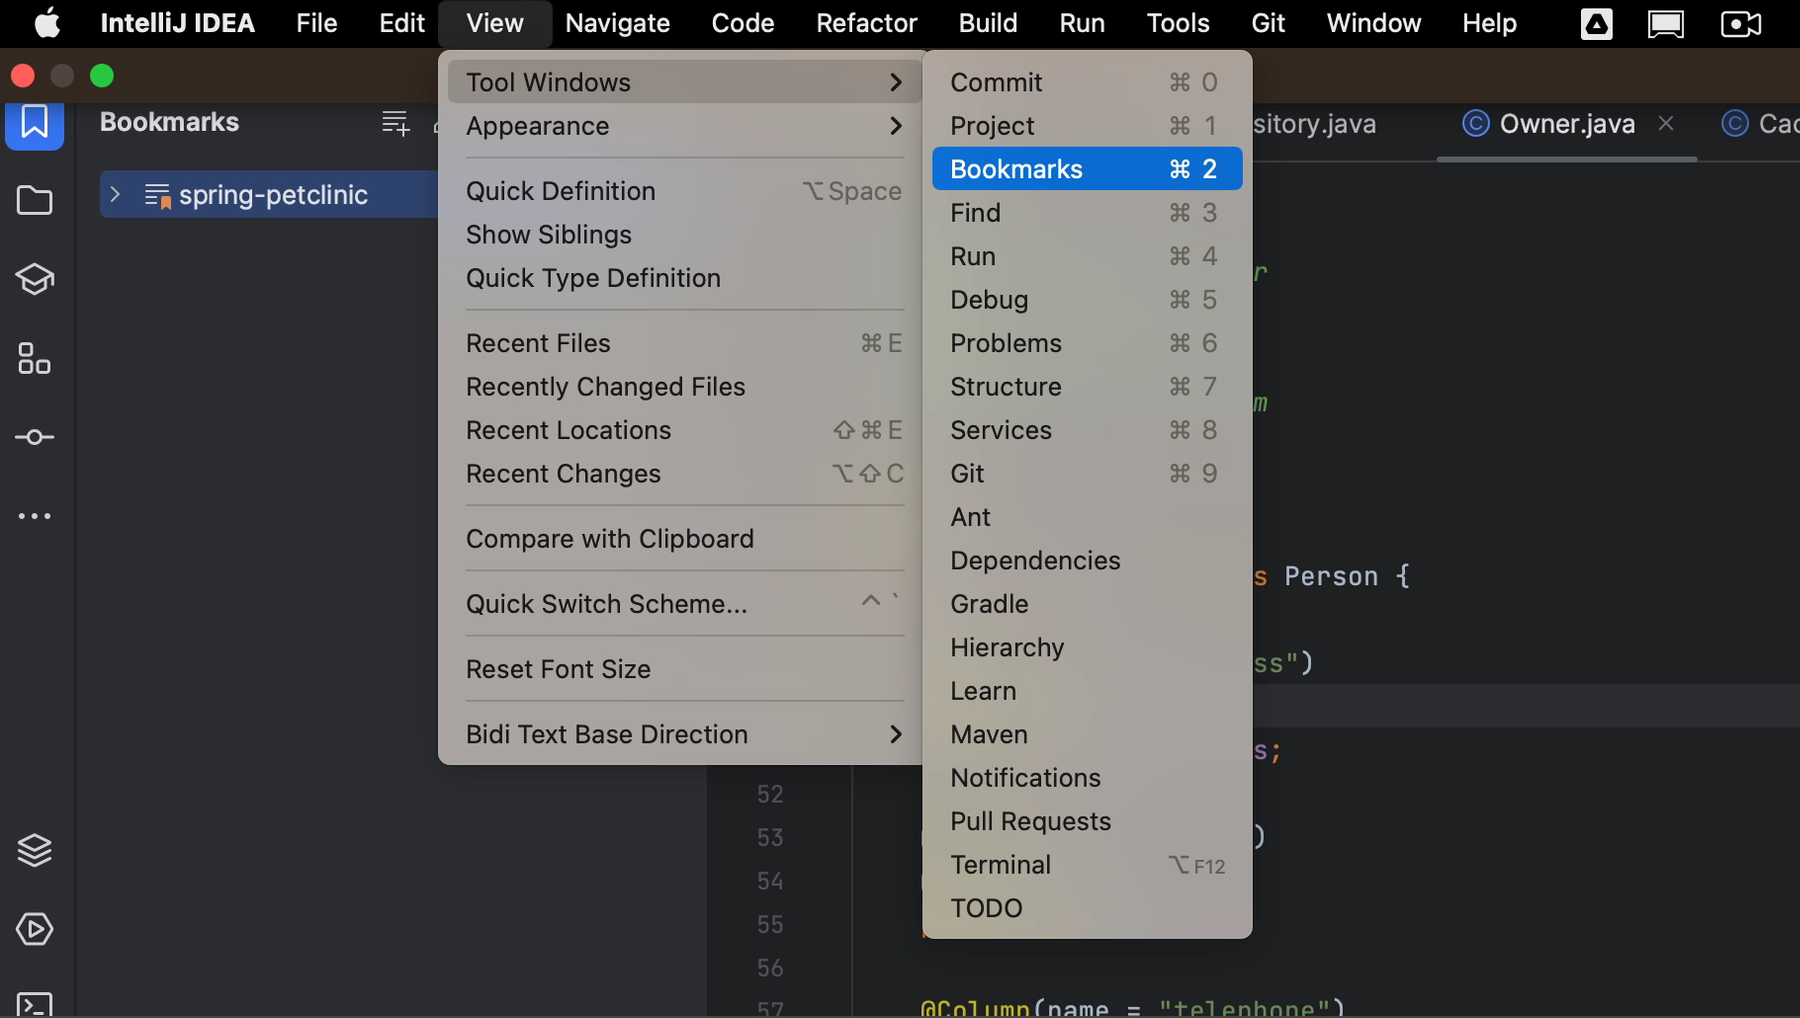 IntelliJ IDEA File Edit View Navigate Code Refactor Build Run Tools Git Window Help
Bookmarks
spring-petclinic
Tool Windows
Appearance
Quick Definition ⌥Space
Show Siblings
Quick Type Definition
Recent Files ⌘E
Recently Changed Files
Recent Locations ⇧⌘E
Recent Changes ⌥⇧C
Compare with Clipboard
Quick Switch Scheme... ^ `
Reset Font Size
Bidi Text Base Direction
Commit ⌘ 0
Project ⌘ 1
Bookmarks ⌘ 2
Find ⌘ 3
Run ⌘ 4
Debug ⌘ 5
Problems ⌘ 6
Structure ⌘ 7
Services ⌘ 8
Git ⌘ 9
Ant
Dependencies
Gradle
Hierarchy
Learn
Maven
Notifications
Pull Requests
Terminal ⌥F12
TODO
sitory.java Owner.java Cac
r
m
s Person {
ss")
s;
52
53 )
54
55
56
57 @Column(name = "telephone")